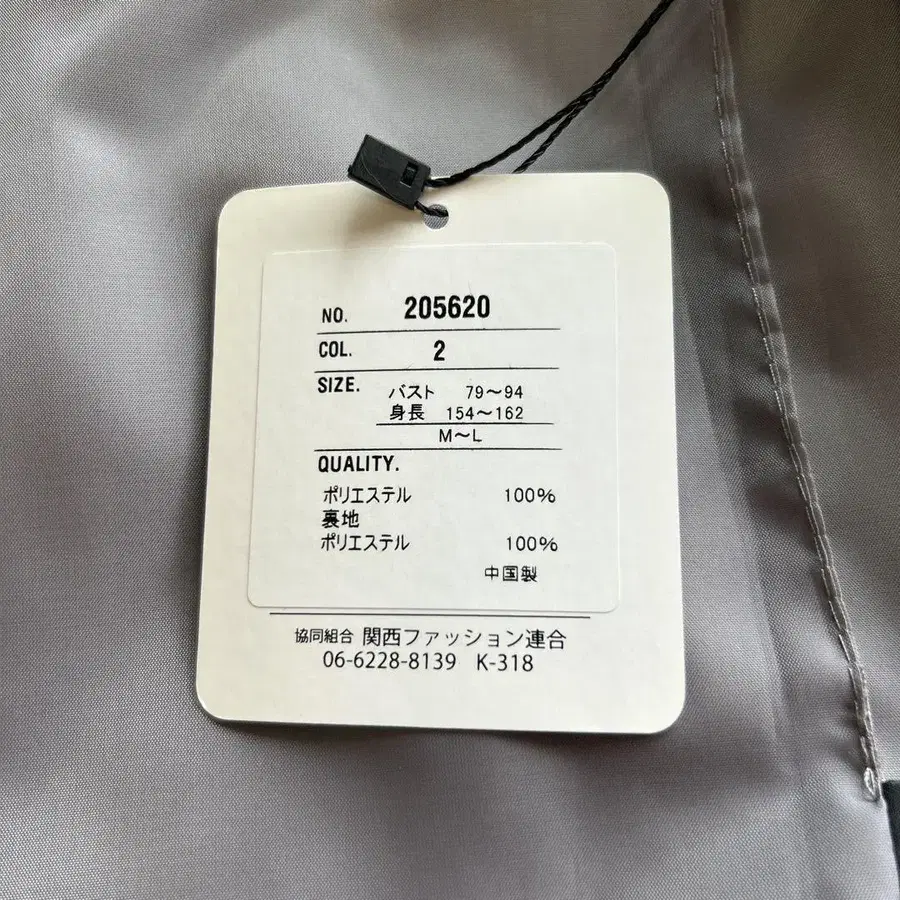 NO. 205620
COL. 2
SIZE. バスト 79～94
身長 154～162
M～L
QUALITY.
ポリエステル 100%
裏地
ポリエステル 100%
中国製
協同組合 関西ファッション連合
06-6228-8139 K-318